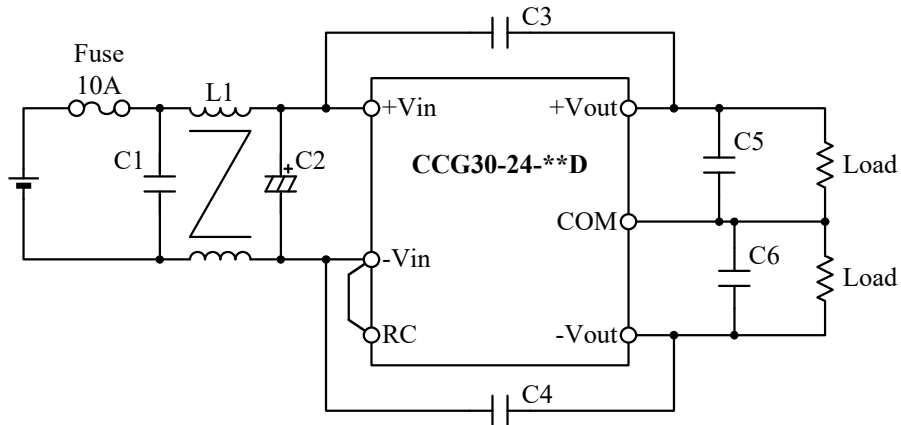 C3
Fuse
10A
L1
+Vin
+Vout
C1
C2
+
CCG30-24-**D
C5
Load
COM
-Vin
C6
Load
RC
-Vout
C4